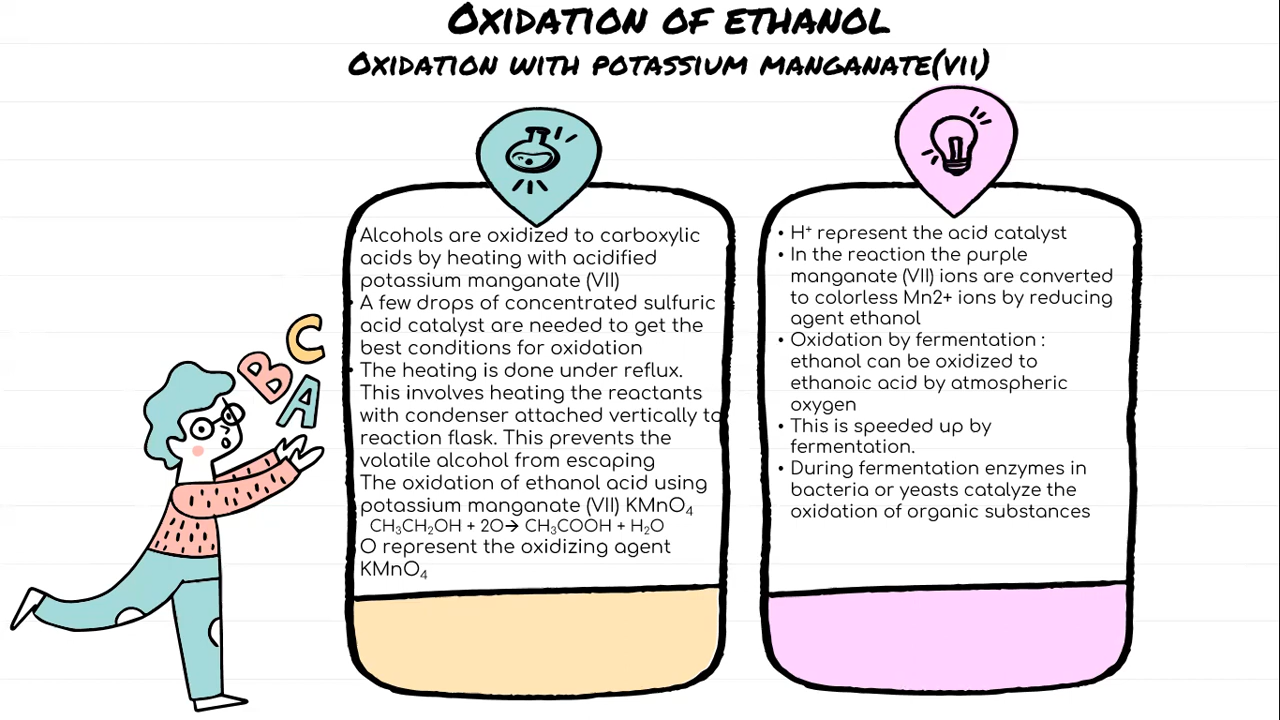 Oxidation of ethanol
Oxidation with potassium manganate(vii)
C
B
A
Alcohols are oxidized to carboxylic
acids by heating with acidified
potassium manganate (VII)
• A few drops of concentrated sulfuric
acid catalyst are needed to get the
best conditions for oxidation
• The heating is done under reflux.
This involves heating the reactants
with condenser attached vertically to
reaction flask. This prevents the
volatile alcohol from escaping
The oxidation of ethanol acid using
potassium manganate (VII) KMnO₄
CH₃CH₂OH + 2O→ CH₃COOH + H₂O
O represent the oxidizing agent
KMnO₄
• H⁺ represent the acid catalyst
• In the reaction the purple
manganate (VII) ions are converted
to colorless Mn2+ ions by reducing
agent ethanol
• Oxidation by fermentation :
ethanol can be oxidized to
ethanoic acid by atmospheric
oxygen
• This is speeded up by
fermentation.
• During fermentation enzymes in
bacteria or yeasts catalyze the
oxidation of organic substances